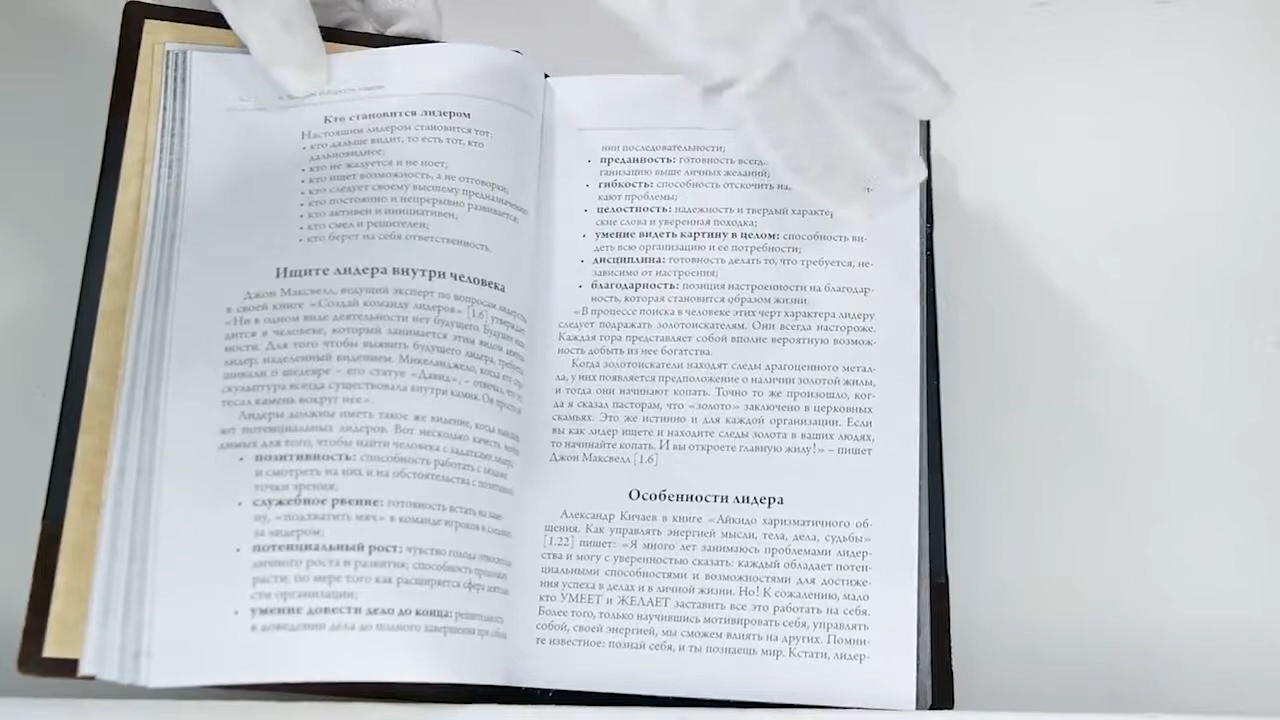 Кто становится лидером
Настоящим лидером становится тот:
• кто дальше видит, то есть тот, кто
дальновиднее;
• кто не жалуется и не ноет;
• кто ищет возможность, а не отговорки;
• кто следует своему высшему предназначению
• кто постоянно и непрерывно развивается;
• кто активен и инициативен;
• кто смел и решителен;
• кто берет на себя ответственность.
Ищите лидера внутри человека
Джон Максвелл, ведущий эксперт по вопросам лидерства
в своей книге «Создай команду лидеров» [1.6]
«Ни в одном виде деятельности нет будущего. Будущее
дится в человеке, который занимается этим видом
ности. Для того чтобы выявить будущего лидера,
лидер, наделенный видением. Микеланджело, когда его
шивали о шедевре – его статуе «Давид», – отвечал, что
скульптура всегда существовала внутри камня. Он просто
тесал камень вокруг нее».
Лидеры должны иметь такое же видение, когда
ют потенциальных лидеров. Вот несколько качеств,
димых для того, чтобы найти человека с задатками лидера
• позитивность: способность работать с людьми
и смотреть на них и на обстоятельства с позитивной
точки зрения;
• служебное рвение: готовность встать на
ну, «подхватить мяч» в команде игроков и
за лидером;
• потенциальный рост: чувство голода
личного роста и развития; способность
расти, по мере того как расширяется сфера
сти организации;
• умение довести дело до конца:
в доведении дела до полного завершения при
нии последовательности;
• преданность: готовность всегд
ганизацию выше личных желаний;
• гибкость: способность отскочить на
кают проблемы;
• целостность: надежность и твердый характе
ские слова и уверенная походка;
• умение видеть картину в целом: способность ви-
деть всю организацию и ее потребности;
• дисциплина: готовность делать то, что требуется, не-
зависимо от настроения;
• благодарность: позиция настроенности на благодар-
ность, которая становится образом жизни.
«В процессе поиска в человеке этих черт характера лидеру
следует подражать золотоискателям. Они всегда настороже.
Каждая гора представляет собой вполне вероятную возмож-
ность добыть из нее богатства.
Когда золотоискатели находят следы драгоценного метал-
ла, у них появляется предположение о наличии золотой жилы,
и тогда они начинают копать. Точно то же произошло, ког-
да я сказал пасторам, что «золото» заключено в церковных
скамьях. Это же истинно и для каждой организации. Если
вы как лидер ищете и находите следы золота в ваших людях,
то начинайте копать. И вы откроете главную жилу!» – пишет
Джон Максвелл [1.6]
Особенности лидера
Александр Кичаев в книге «Айкидо харизматичного об-
щения. Как управлять энергией мысли, тела, дела, судьбы»
[1.22] пишет: «Я много лет занимаюсь проблемами лидер-
ства и могу с уверенностью сказать: каждый обладает потен-
циальными способностями и возможностями для достиже-
ния успеха в делах и в личной жизни. Но! К сожалению, мало
кто УМЕЕТ и ЖЕЛАЕТ заставить все это работать на себя.
Более того, только научившись мотивировать себя, управлять
собой, своей энергией, мы сможем влиять на других. Помни-
те известное: познай себя, и ты познаешь мир. Кстати, лидер-